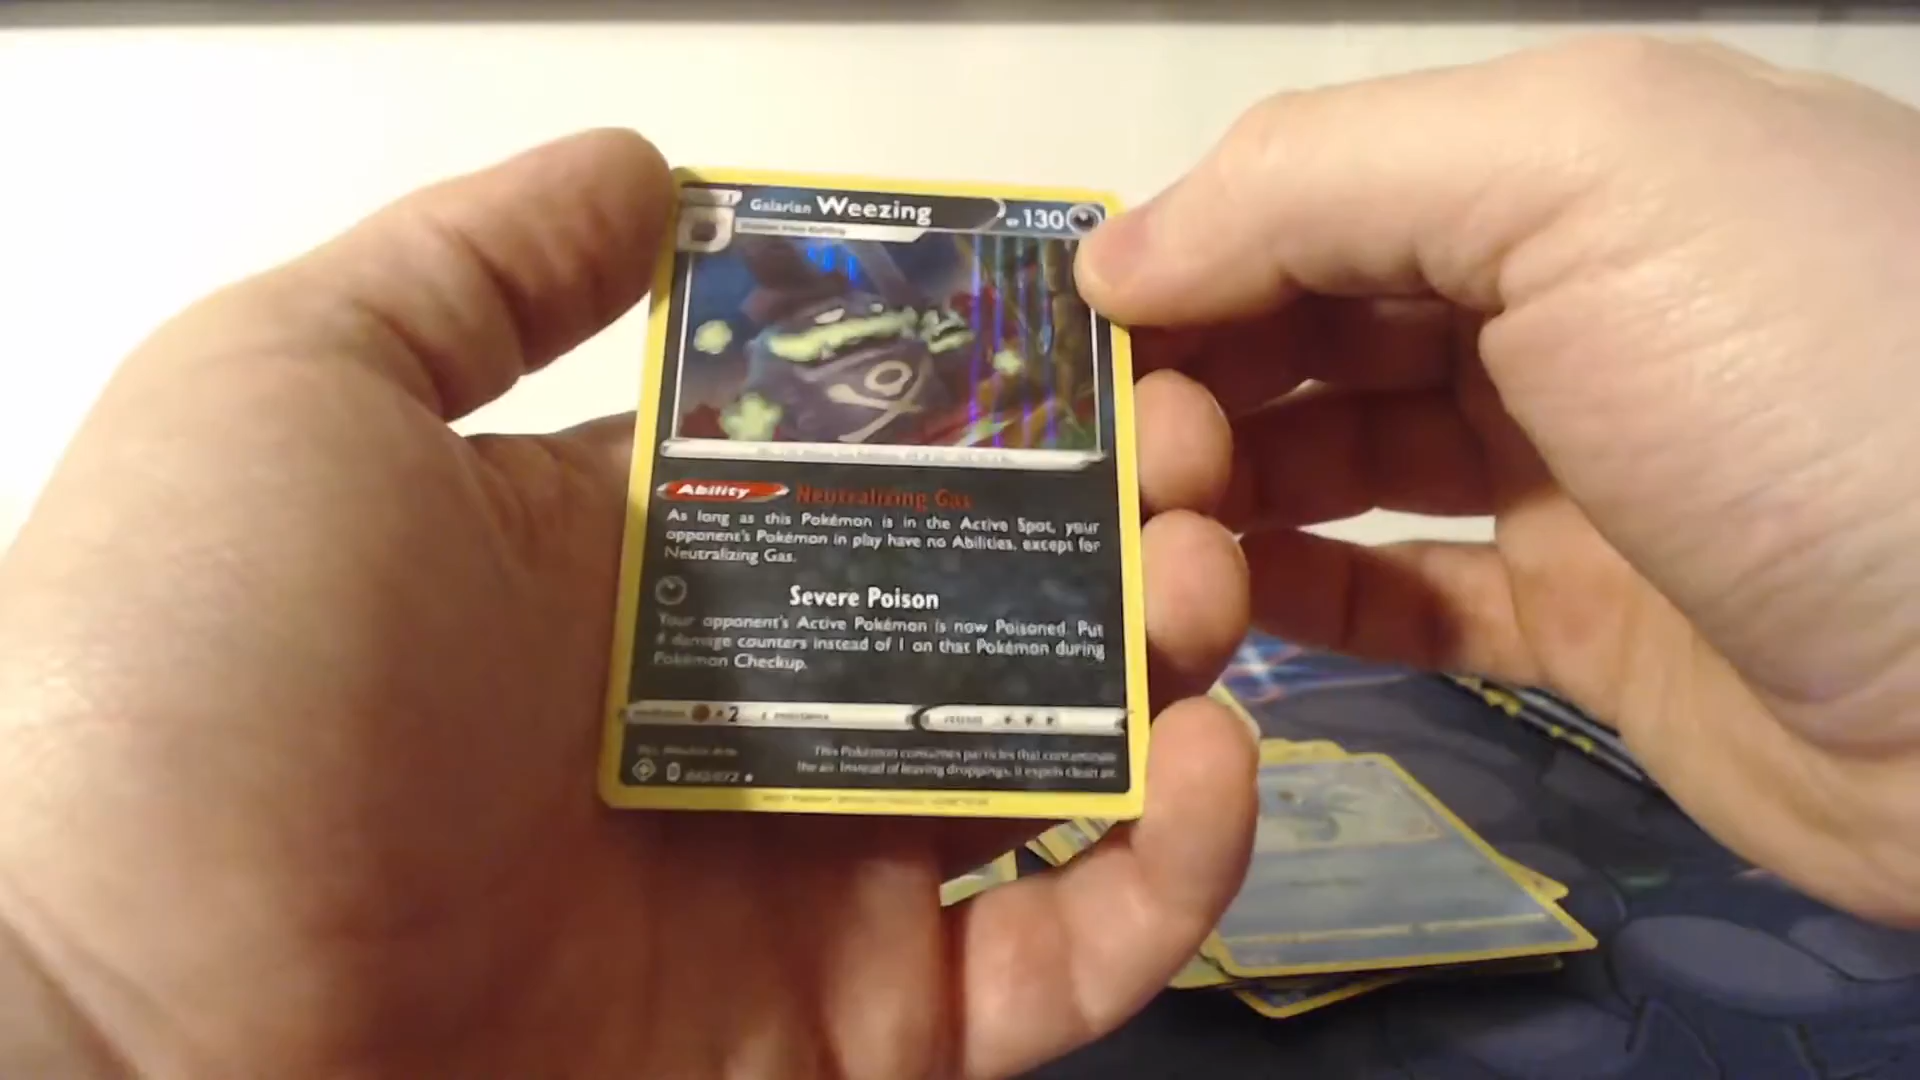 Galarian Weezing 130
Ability Neutralizing Gas
As long as this Pokémon is in the Active Spot, your
opponent's Pokémon in play have no Abilities, except for
Neutralizing Gas.
Severe Poison
Your opponent's Active Pokémon is now Poisoned. Put
4 damage counters instead of 1 on that Pokémon during
Pokémon Checkup.
2
This Pokémon consumes particles that contaminate
the air. Instead of leaving droppings, it expels clean air.